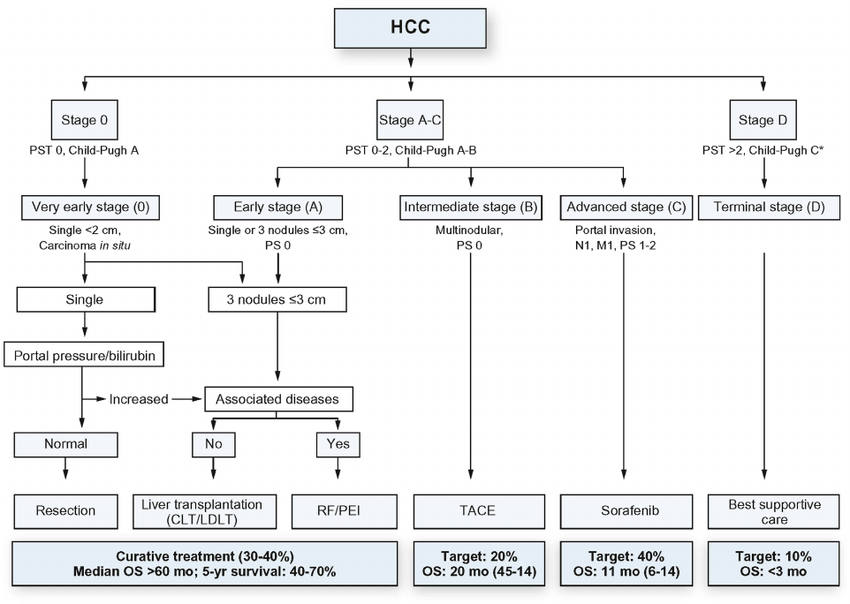 HCC
Stage 0
PST 0, Child-Pugh A
Stage A-C
PST 0-2, Child-Pugh A-B
Stage D
PST >2, Child-Pugh C*
Very early stage (0)
Single <2 cm,
Carcinoma in situ
Early stage (A)
Single or 3 nodules ≤3 cm,
PS 0
Intermediate stage (B)
Multinodular,
PS 0
Advanced stage (C)
Portal invasion,
N1, M1, PS 1-2
Terminal stage (D)
Single
3 nodules ≤3 cm
Portal pressure/bilirubin
Increased
Associated diseases
Normal
No
Yes
Resection
Liver transplantation
(CLT/LDLT)
RF/PEI
TACE
Sorafenib
Best supportive
care
Curative treatment (30-40%)
Median OS >60 mo; 5-yr survival: 40-70%
Target: 20%
OS: 20 mo (45-14)
Target: 40%
OS: 11 mo (6-14)
Target: 10%
OS: <3 mo